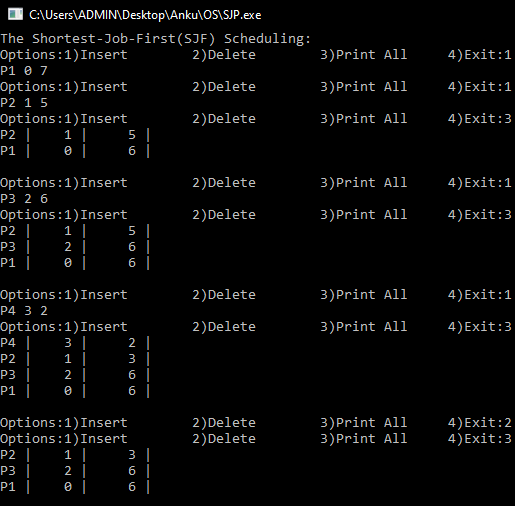 C:\Users\ADMIN\Desktop\Anku\OS\SJP.exe
The Shortest-Job-First(SJF) Scheduling:
Options:1)Insert        2)Delete        3)Print All     4)Exit:1
P1 0 7
Options:1)Insert        2)Delete        3)Print All     4)Exit:1
P2 1 5
Options:1)Insert        2)Delete        3)Print All     4)Exit:3
P2 |    1 |     5 |
P1 |    0 |     6 |
Options:1)Insert        2)Delete        3)Print All     4)Exit:1
P3 2 6
Options:1)Insert        2)Delete        3)Print All     4)Exit:3
P2 |    1 |     5 |
P3 |    2 |     6 |
P1 |    0 |     6 |
Options:1)Insert        2)Delete        3)Print All     4)Exit:1
P4 3 2
Options:1)Insert        2)Delete        3)Print All     4)Exit:3
P4 |    3 |     2 |
P2 |    1 |     3 |
P3 |    2 |     6 |
P1 |    0 |     6 |
Options:1)Insert        2)Delete        3)Print All     4)Exit:2
Options:1)Insert        2)Delete        3)Print All     4)Exit:3
P2 |    1 |     3 |
P3 |    2 |     6 |
P1 |    0 |     6 |